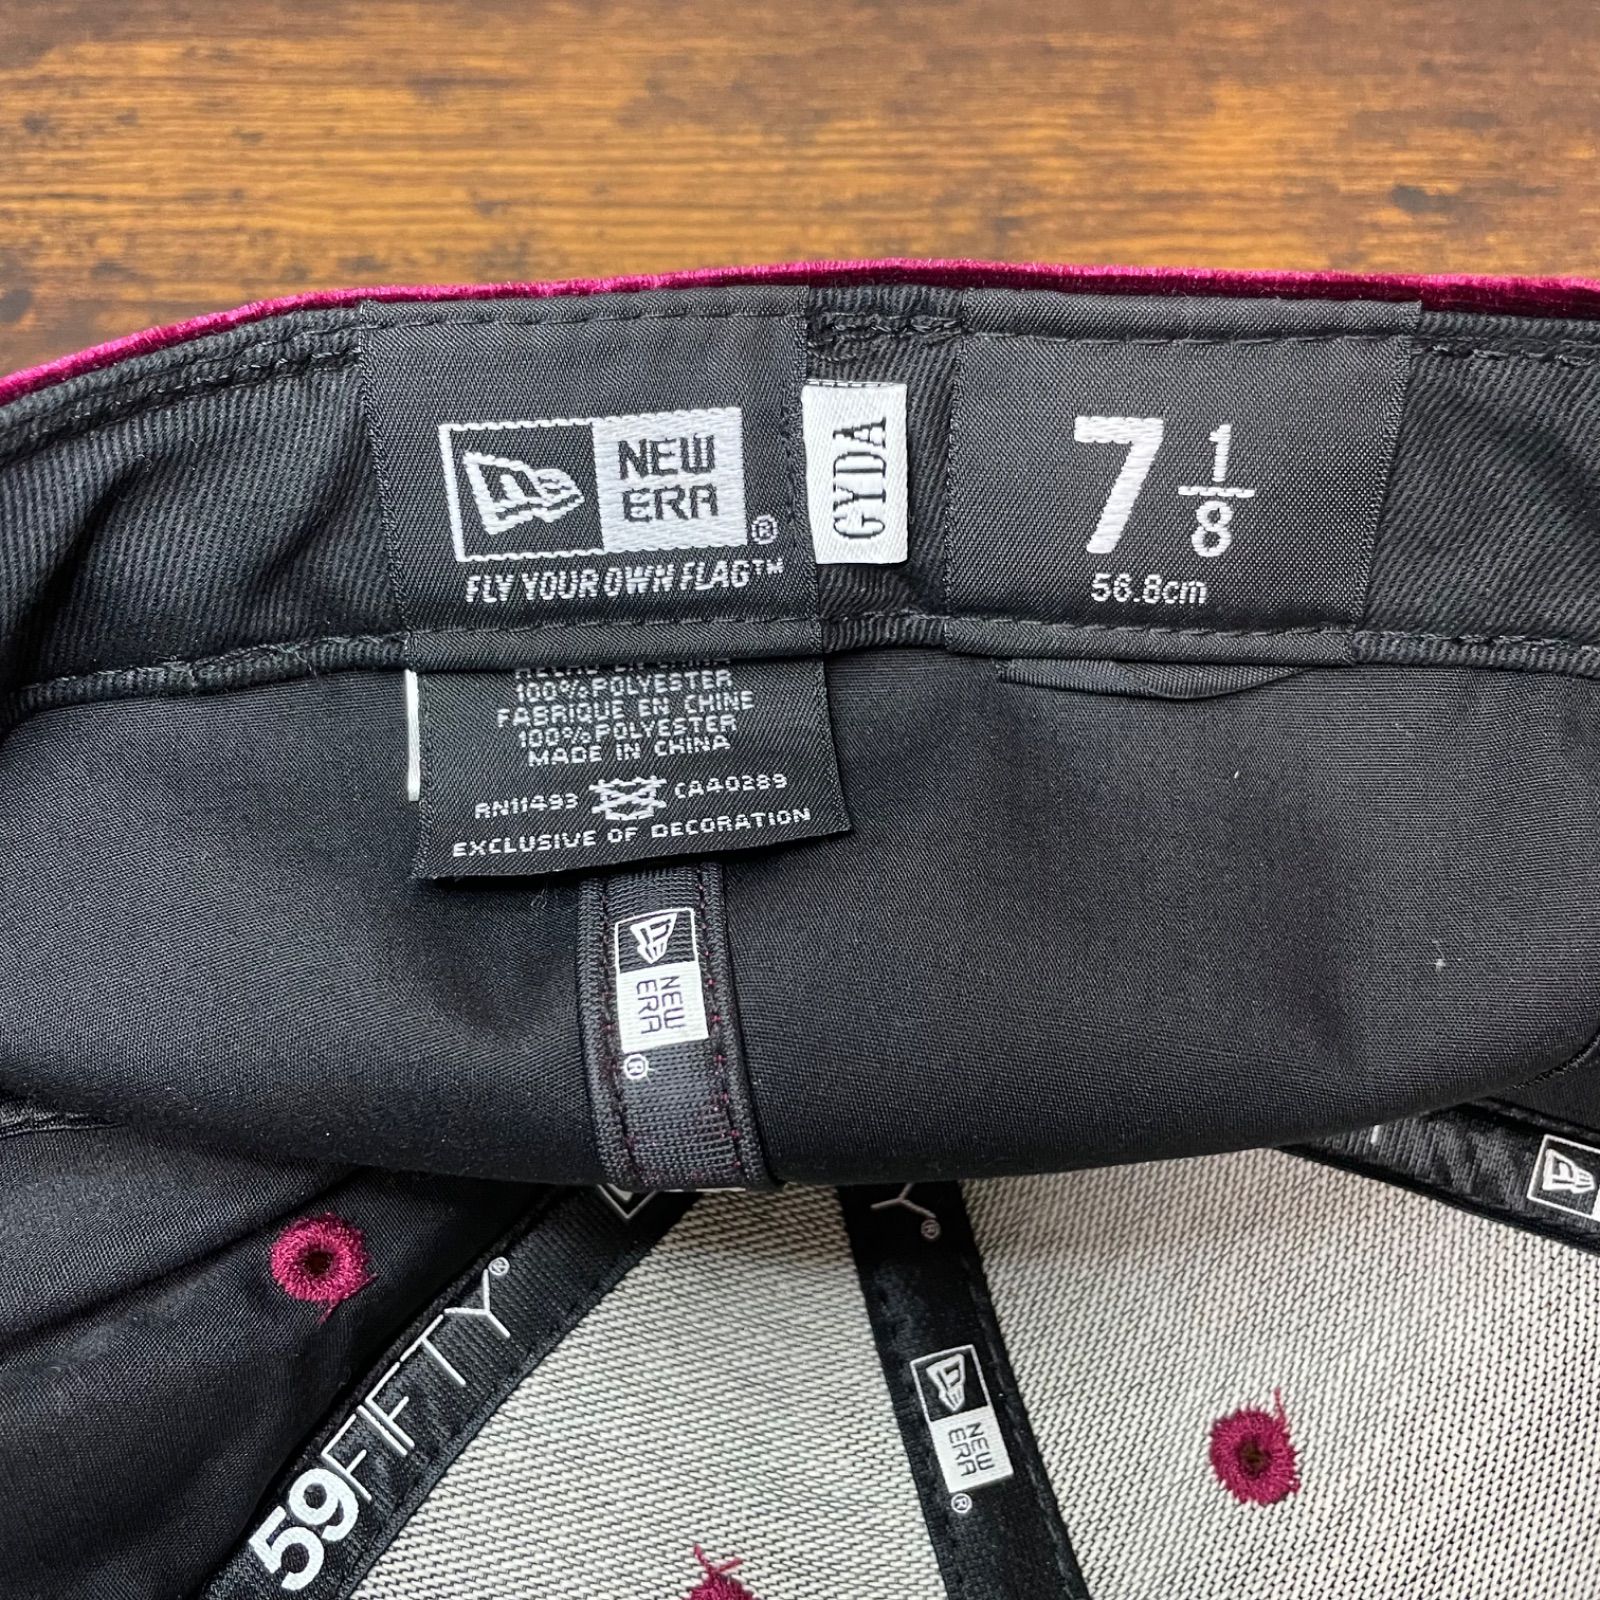 NEW
ERA
®
FLY YOUR OWN FLAG™
GYDA
7 1/8
56.8cm
100% POLYESTER
FABRIQUE EN CHINE
100% POLYESTER
MADE IN CHINA
RN11493 CA40289
EXCLUSIVE OF DECORATION
NEW
ERA
®
59FIFTY®
Y®
NEW
ERA
®